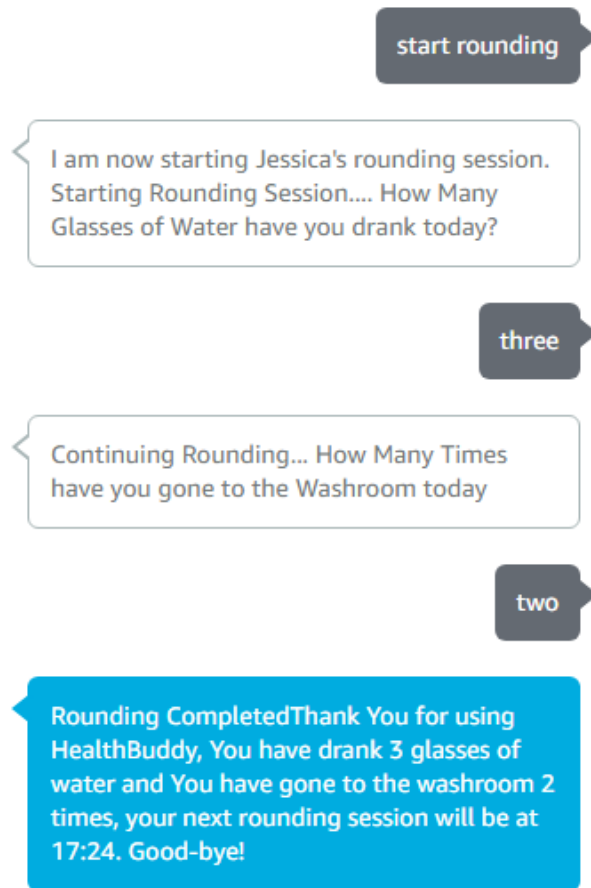 start rounding
I am now starting Jessica's rounding session.
Starting Rounding Session.... How Many
Glasses of Water have you drank today?
three
Continuing Rounding... How Many Times
have you gone to the Washroom today
two
Rounding CompletedThank You for using
HealthBuddy, You have drank 3 glasses of
water and You have gone to the washroom 2
times, your next rounding session will be at
17:24. Good-bye!